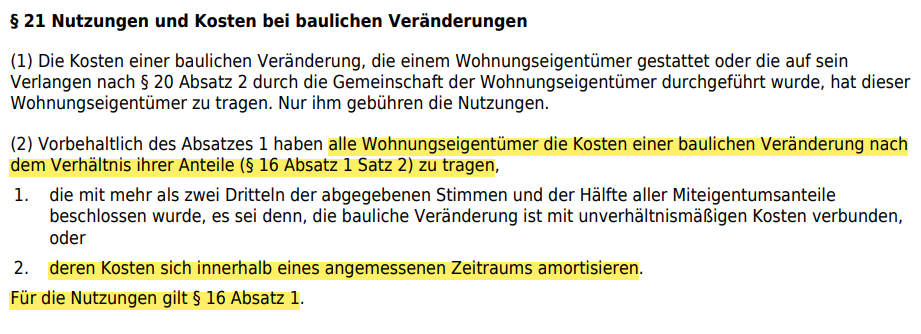 § 21 Nutzungen und Kosten bei baulichen Veränderungen
(1) Die Kosten einer baulichen Veränderung, die einem Wohnungseigentümer gestattet oder die auf sein
Verlangen nach § 20 Absatz 2 durch die Gemeinschaft der Wohnungseigentümer durchgeführt wurde, hat dieser
Wohnungseigentümer zu tragen. Nur ihm gebühren die Nutzungen.
(2) Vorbehaltlich des Absatzes 1 haben alle Wohnungseigentümer die Kosten einer baulichen Veränderung nach
dem Verhältnis ihrer Anteile (§ 16 Absatz 1 Satz 2) zu tragen,
1. die mit mehr als zwei Dritteln der abgegebenen Stimmen und der Hälfte aller Miteigentumsanteile
beschlossen wurde, es sei denn, die bauliche Veränderung ist mit unverhältnismäßigen Kosten verbunden,
oder
2. deren Kosten sich innerhalb eines angemessenen Zeitraums amortisieren.
Für die Nutzungen gilt § 16 Absatz 1.